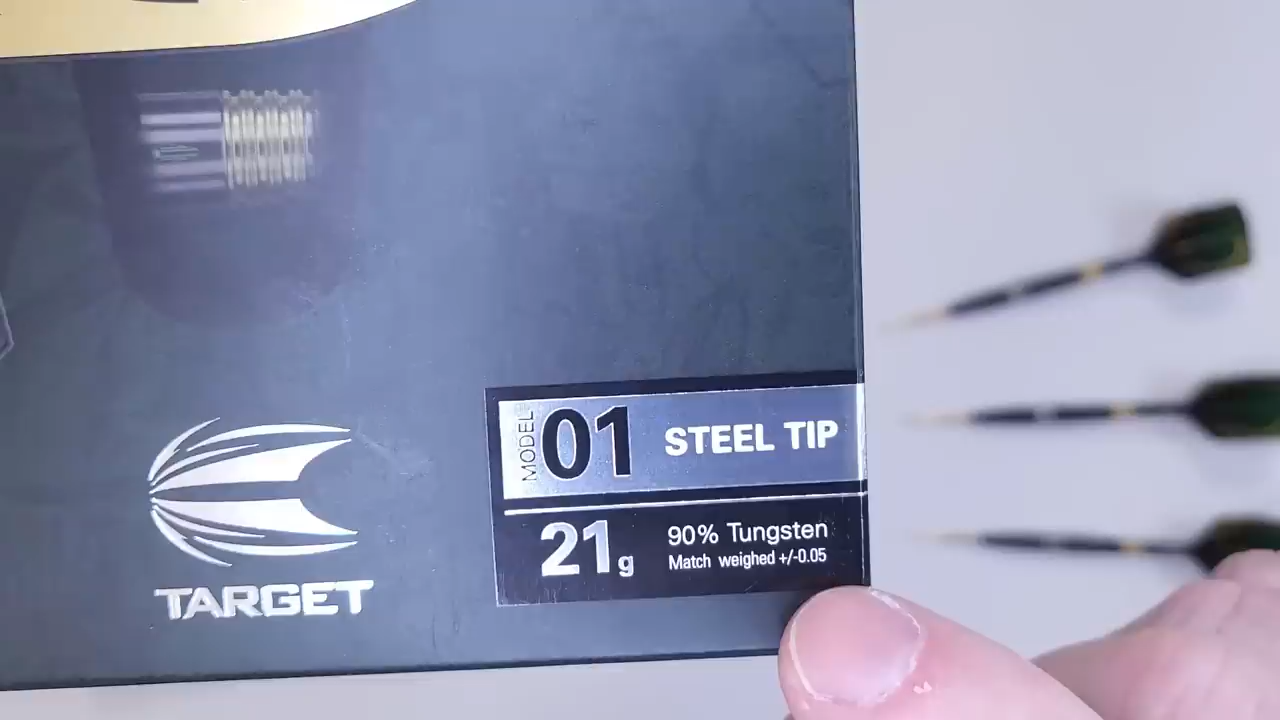 MODEL 01 STEEL TIP
21g 90% Tungsten
Match weighed +/-0.05
TARGET